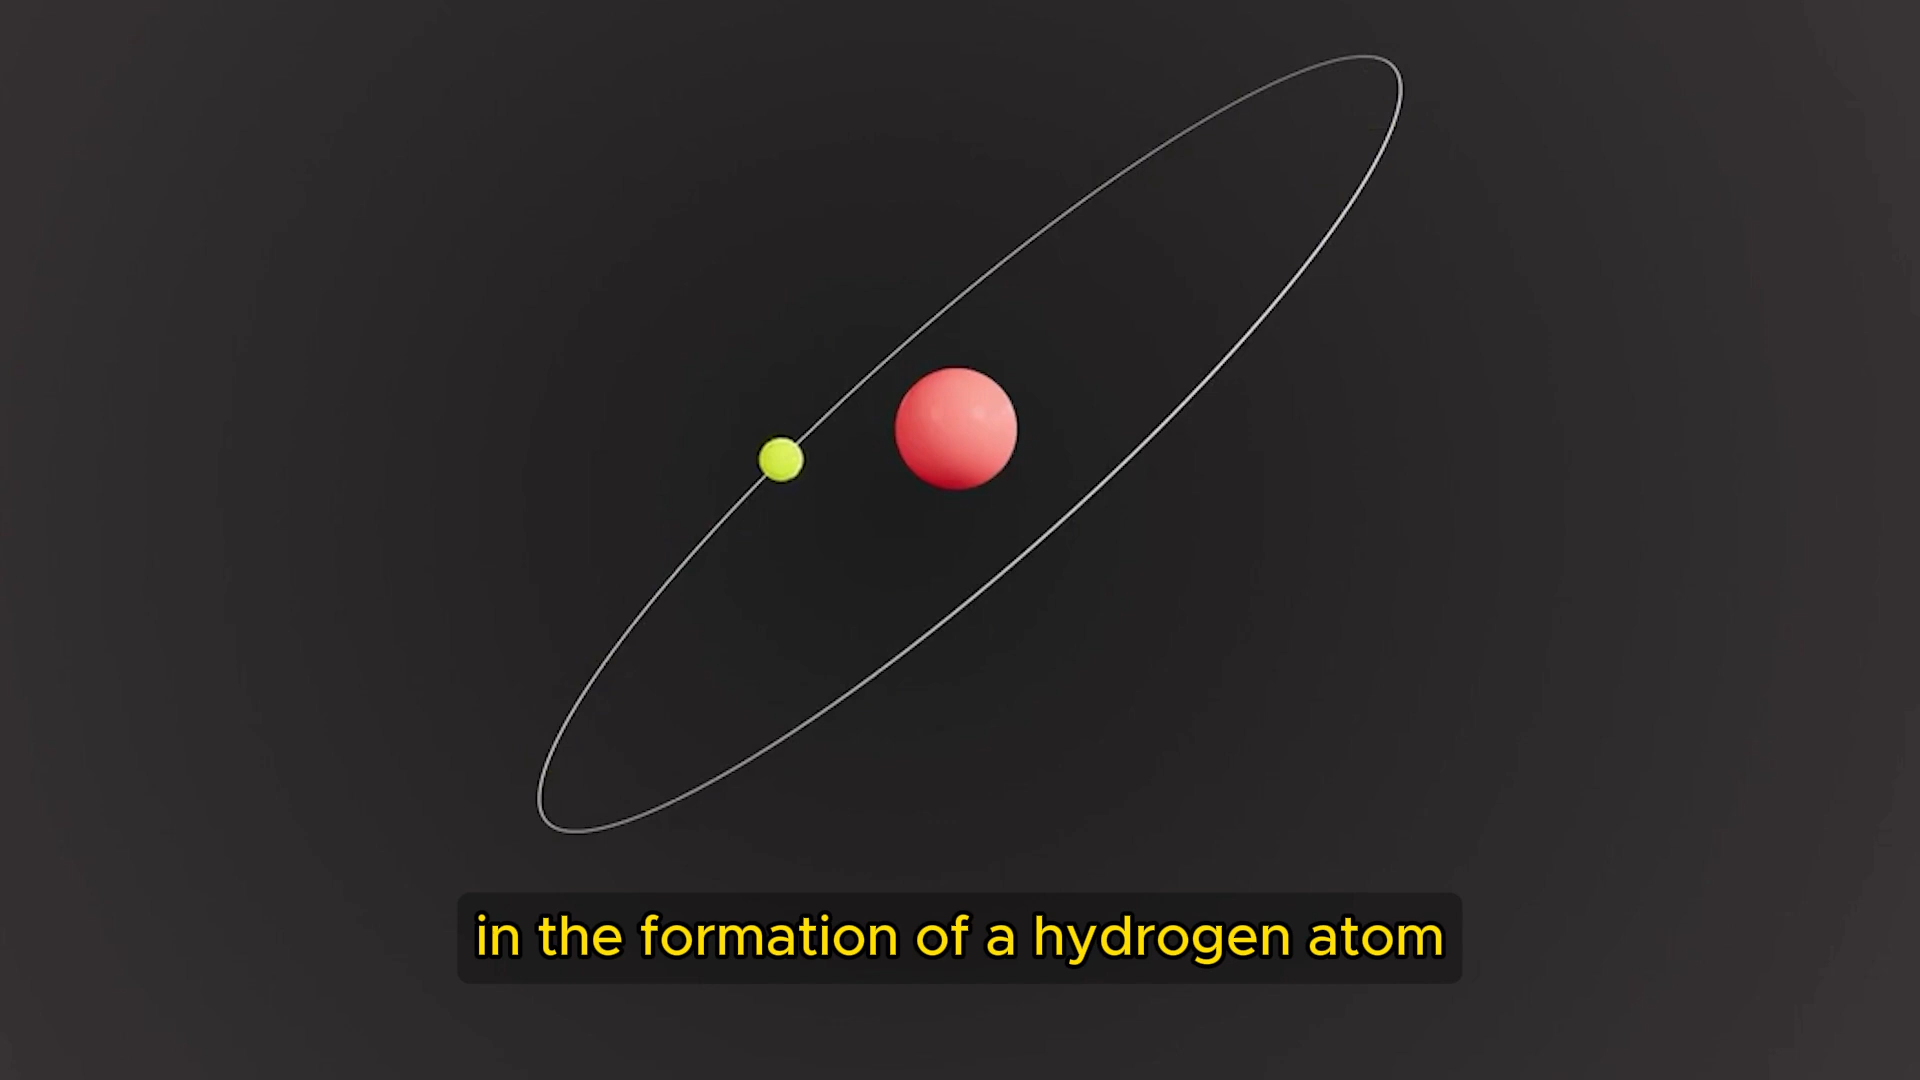 in the formation of a hydrogen atom